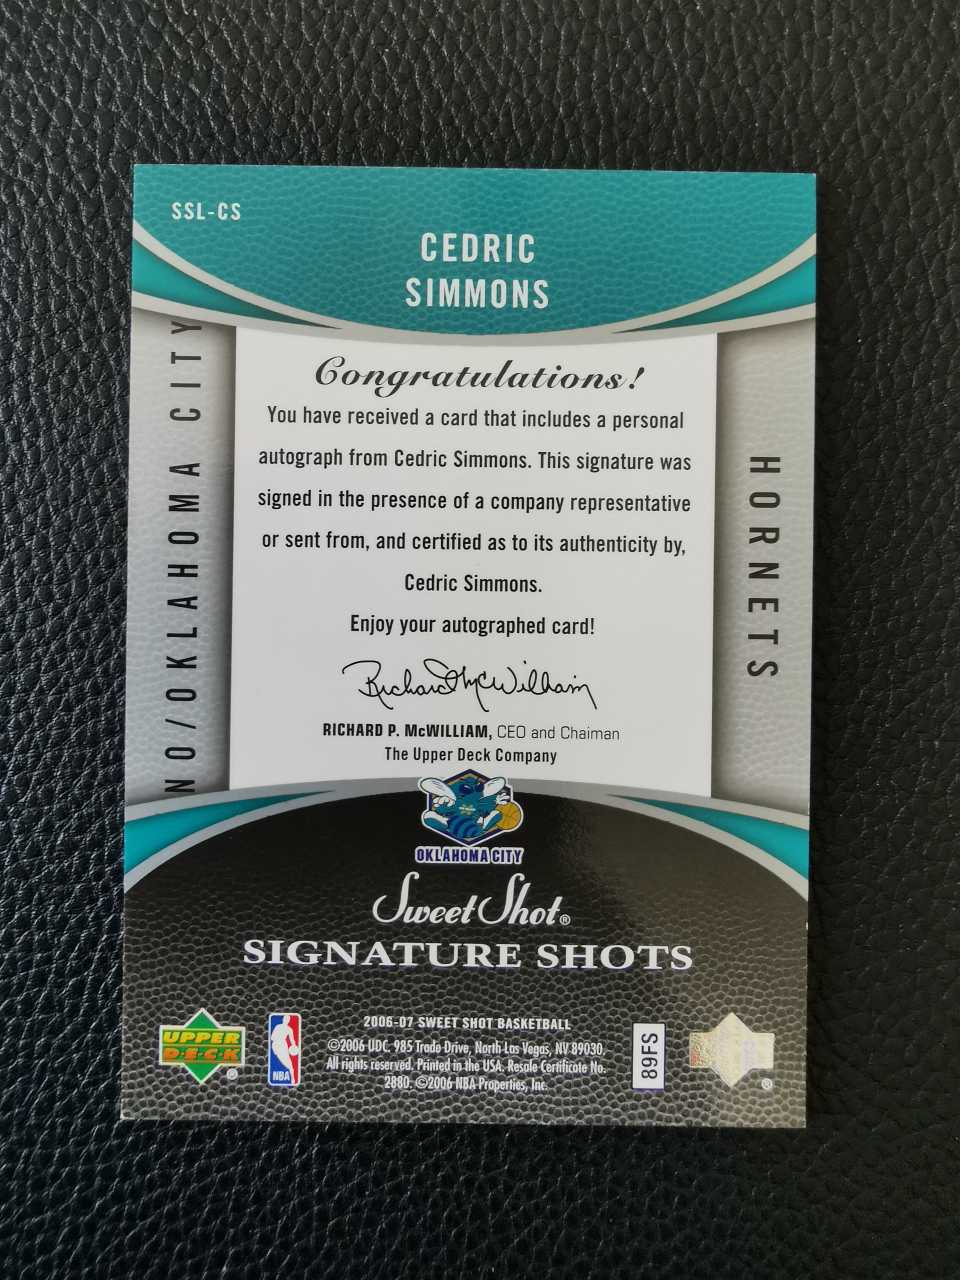 SSL-CS
CEDRIC
SIMMONS
NO/OKLAHOMA CITY
HORNETS
Congratulations!
You have received a card that includes a personal
autograph from Cedric Simmons. This signature was
signed in the presence of a company representative
or sent from, and certified as to its authenticity by,
Cedric Simmons.
Enjoy your autographed card!
Richard McWilliam
RICHARD P. McWILLIAM, CEO and Chaiman
The Upper Deck Company
OKLAHOMA CITY
Sweet Shot®
SIGNATURE SHOTS
2006-07 SWEET SHOT BASKETBALL
©2006 UDC. 985 Trade Drive, North Las Vegas, NV 89030.
All rights reserved. Printed in the USA. Resale Certificate No.
2880. ©2006 NBA Properties, Inc.
UPPER
DECK
®
NBA
89FS
®